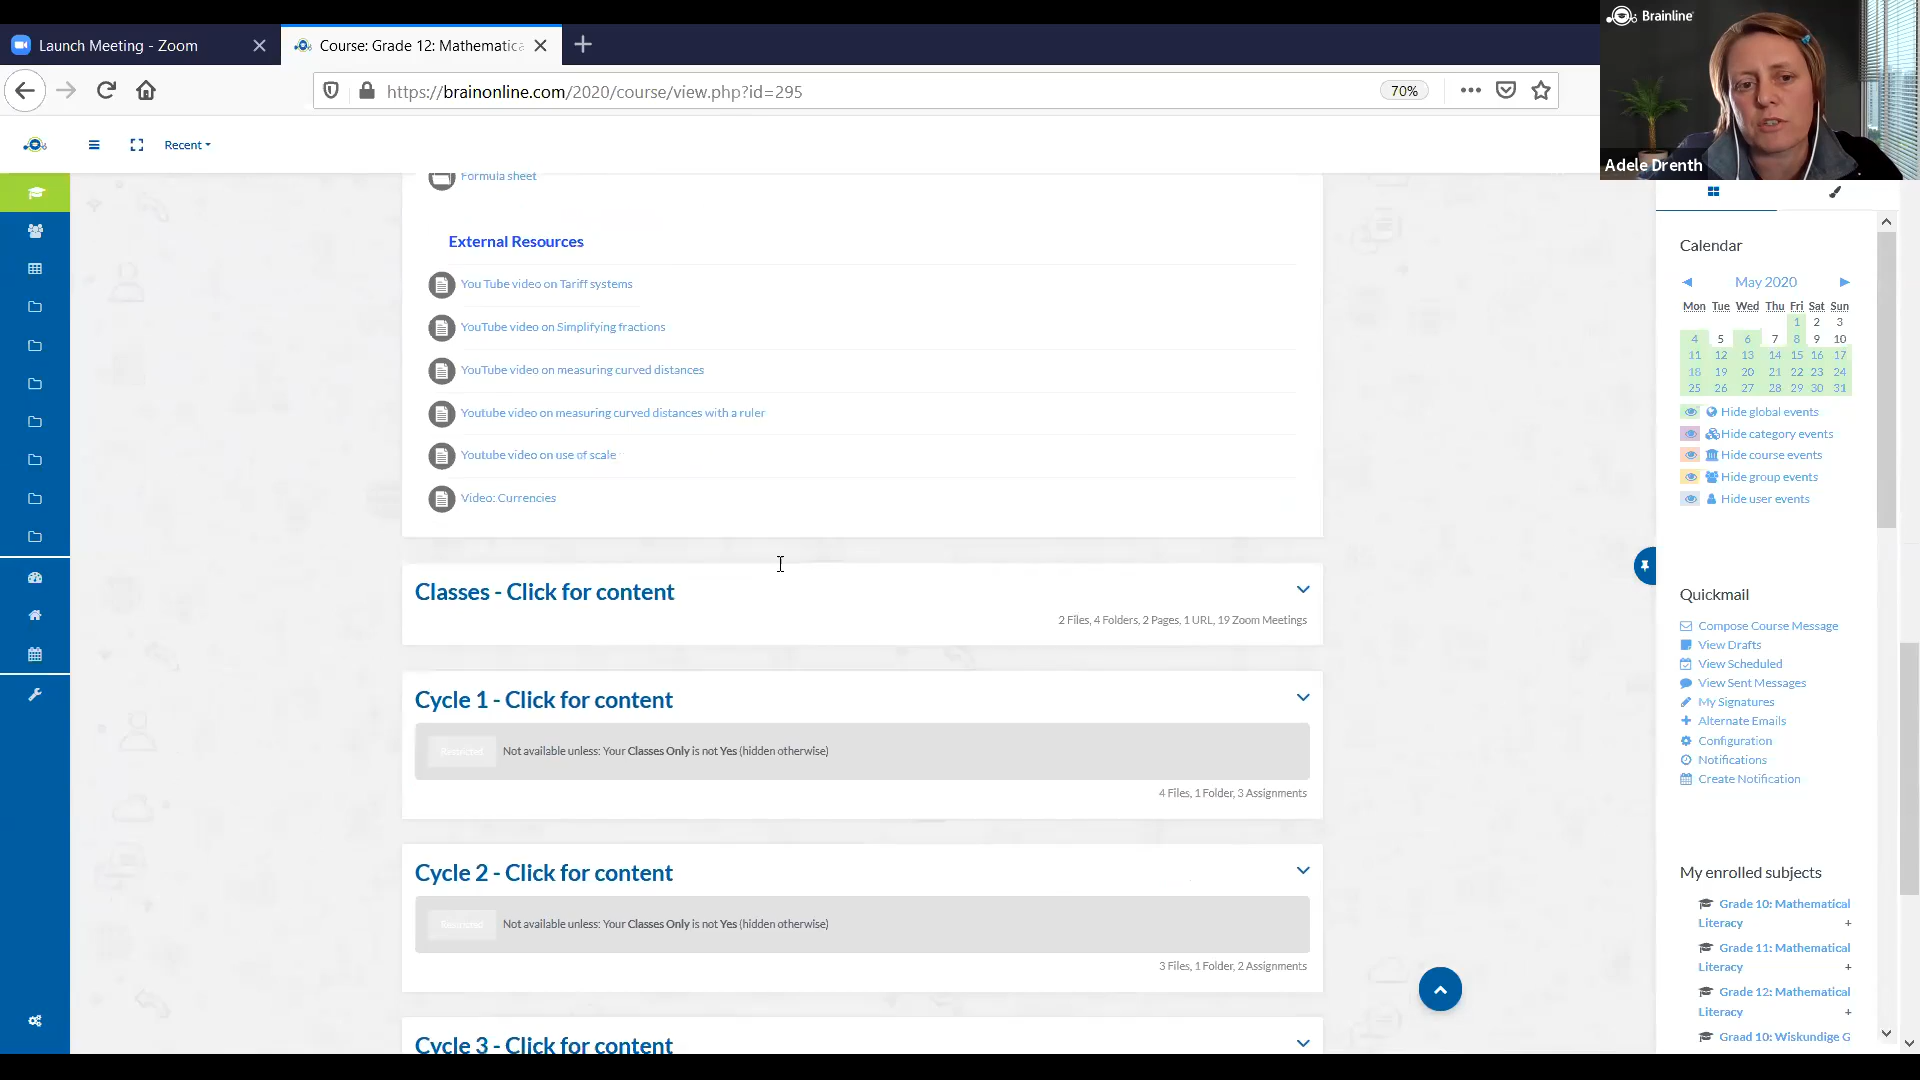 Launch Meeting - Zoom
Course: Grade 12: Mathematica
Brainline
https://brainonline.com/2020/course/view.php?id=295
70%
Recent
Adele Drenth
Formula sheet
External Resources
You Tube video on Tariff systems
YouTube video on Simplifying fractions
YouTube video on measuring curved distances
Youtube video on measuring curved distances with a ruler
Youtube video on use of scale
Video: Currencies
Classes - Click for content
2 Files, 4 Folders, 2 Pages, 1 URL, 19 Zoom Meetings
Cycle 1 - Click for content
Restricted Not available unless: Your Classes Only is not Yes (hidden otherwise)
4 Files, 1 Folder, 3 Assignments
Cycle 2 - Click for content
Restricted Not available unless: Your Classes Only is not Yes (hidden otherwise)
3 Files, 1 Folder, 2 Assignments
Cycle 3 - Click for content
Calendar
May 2020
Mon Tue Wed Thu Fri Sat Sun
1 2 3
4 5 6 7 8 9 10
11 12 13 14 15 16 17
18 19 20 21 22 23 24
25 26 27 28 29 30 31
Hide global events
Hide category events
Hide course events
Hide group events
Hide user events
Quickmail
Compose Course Message
View Drafts
View Scheduled
View Sent Messages
My Signatures
Alternate Emails
Configuration
Notifications
Create Notification
My enrolled subjects
Grade 10: Mathematical
Literacy +
Grade 11: Mathematical
Literacy +
Grade 12: Mathematical
Literacy +
Graad 10: Wiskundige G